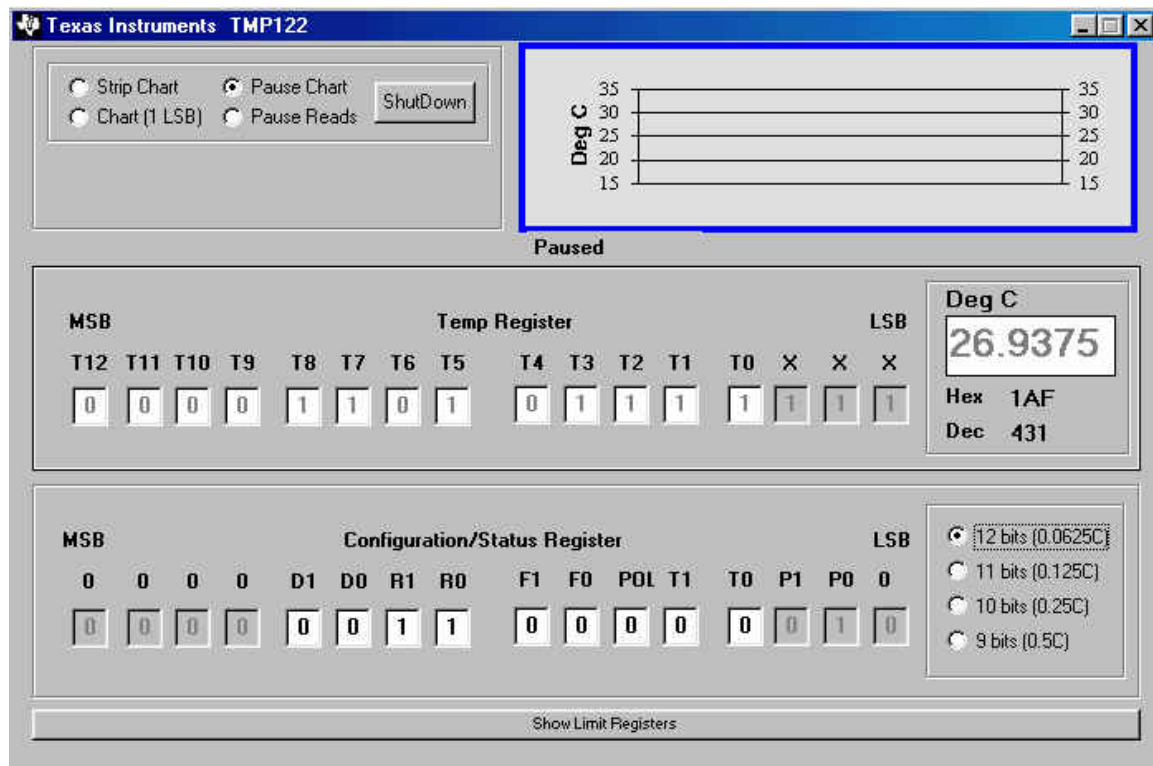 Texas Instruments TMP122
Strip Chart
Pause Chart
Chart (1 LSB)
Pause Reads
ShutDown
Deg C
35 35
30 30
25 25
20 20
15 15
Paused
MSB Temp Register LSB
T12 T11 T10 T9 T8 T7 T6 T5 T4 T3 T2 T1 T0 X X X
0 0 0 0 1 1 0 1 0 1 1 1 1 1 1 1
Deg C
26.9375
Hex 1AF
Dec 431
MSB Configuration/Status Register LSB
0 0 0 0 D1 D0 R1 R0 F1 F0 POL T1 T0 P1 P0 0
0 0 0 0 0 0 1 1 0 0 0 0 0 0 1 0
12 bits (0.0625C)
11 bits (0.125C)
10 bits (0.25C)
9 bits (0.5C)
Show Limit Registers